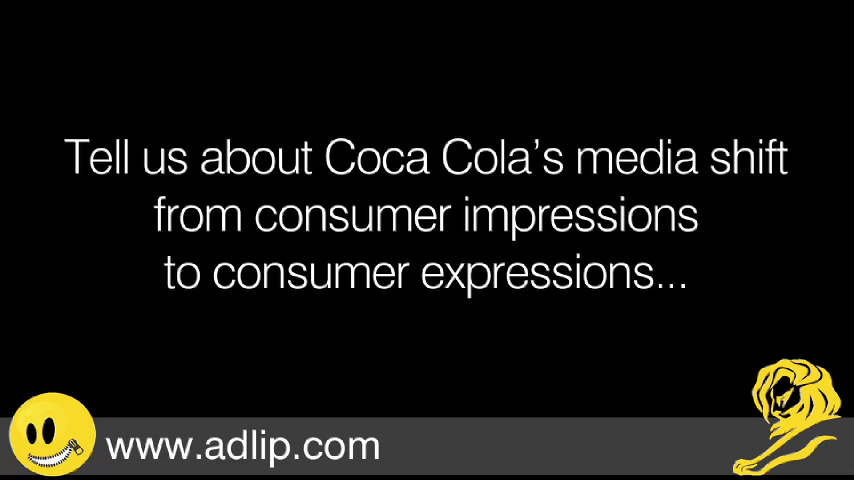 Tell us about Coca Cola’s media shift
from consumer impressions
to consumer expressions...
www.adlip.com